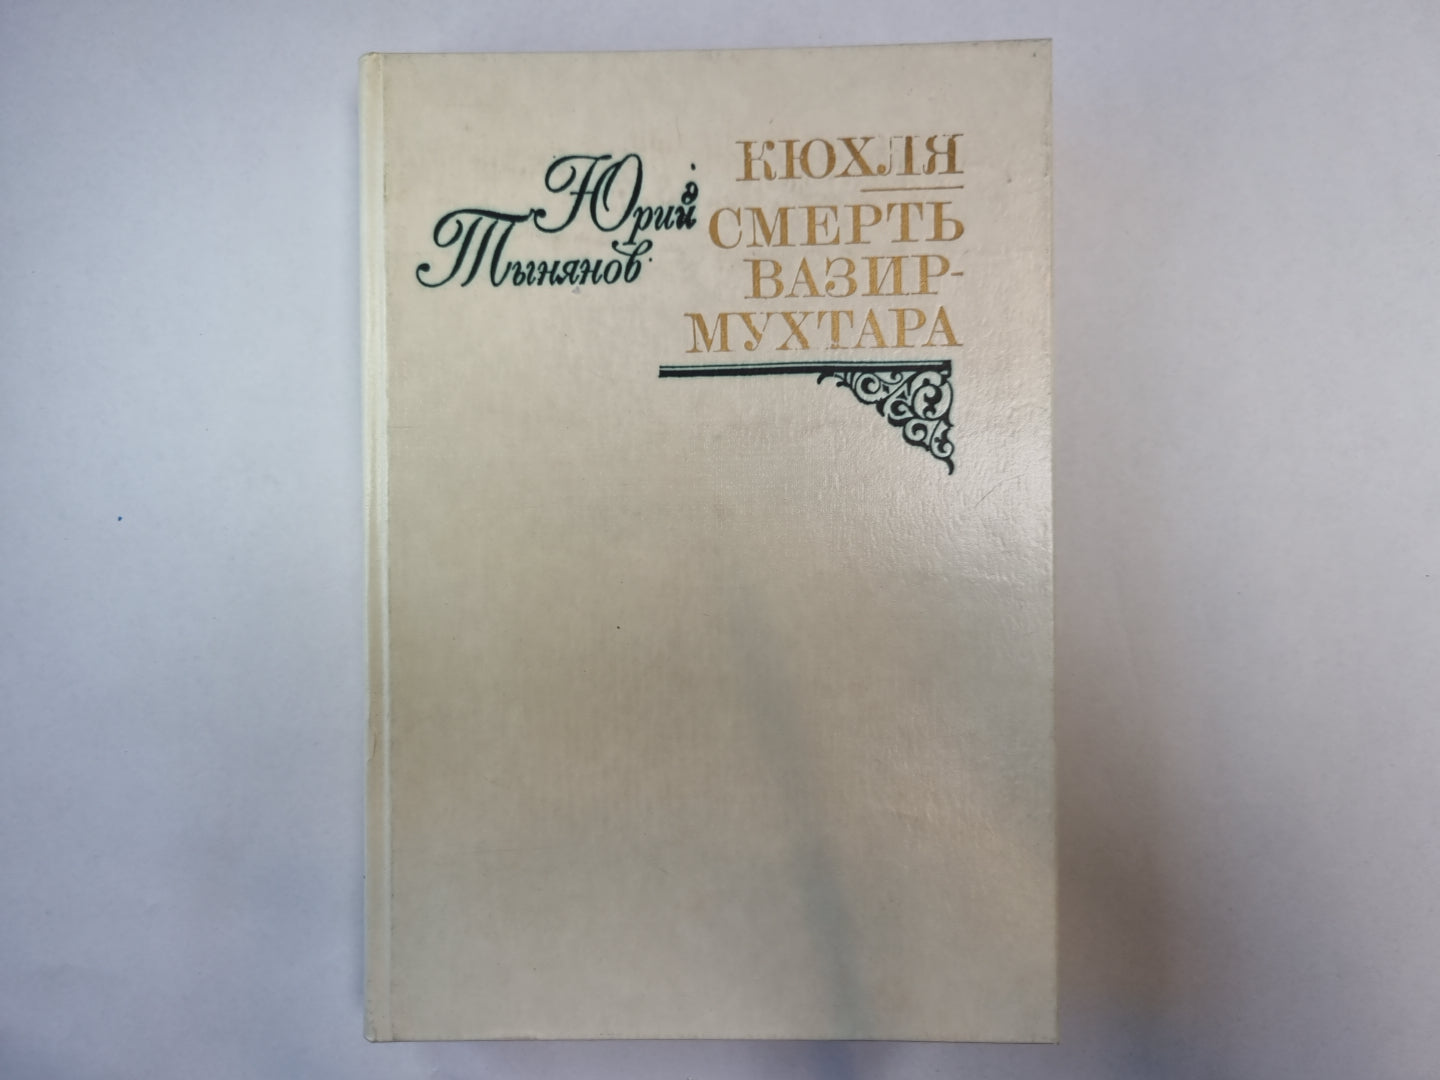 Юрий
Тынянов
КЮХЛЯ
СМЕРТЬ
ВАЗИР-
МУХТАРА